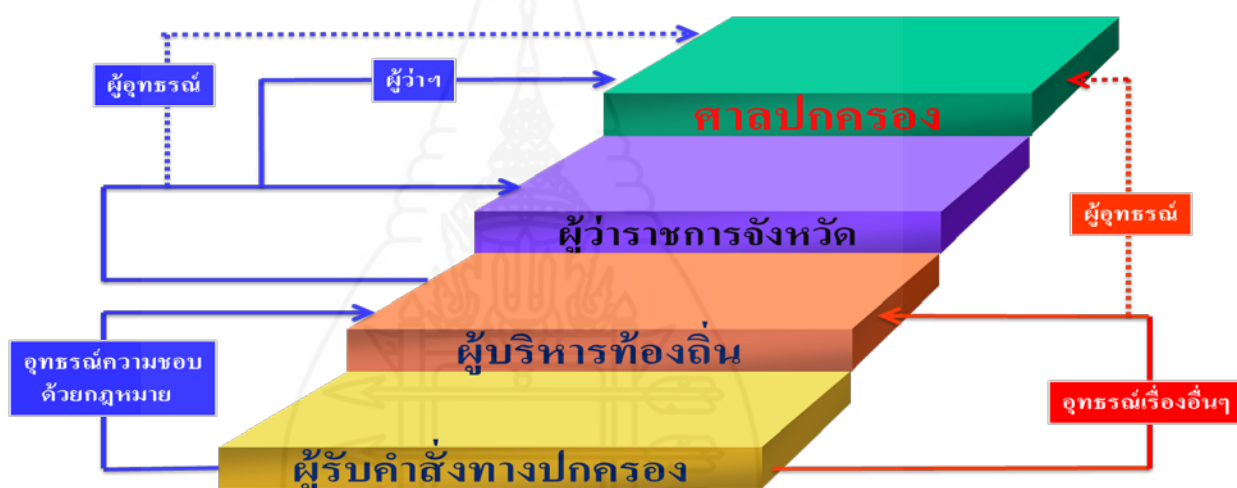 ผู้อุทธรณ์
ผู้ว่าฯ
ศาลปกครอง
ผู้ว่าราชการจังหวัด
ผู้อุทธรณ์
ผู้บริหารท้องถิ่น
อุทธรณ์ความชอบ
ด้วยกฎหมาย
อุทธรณ์เรื่องอื่นๆ
ผู้รับคำสั่งทางปกครอง